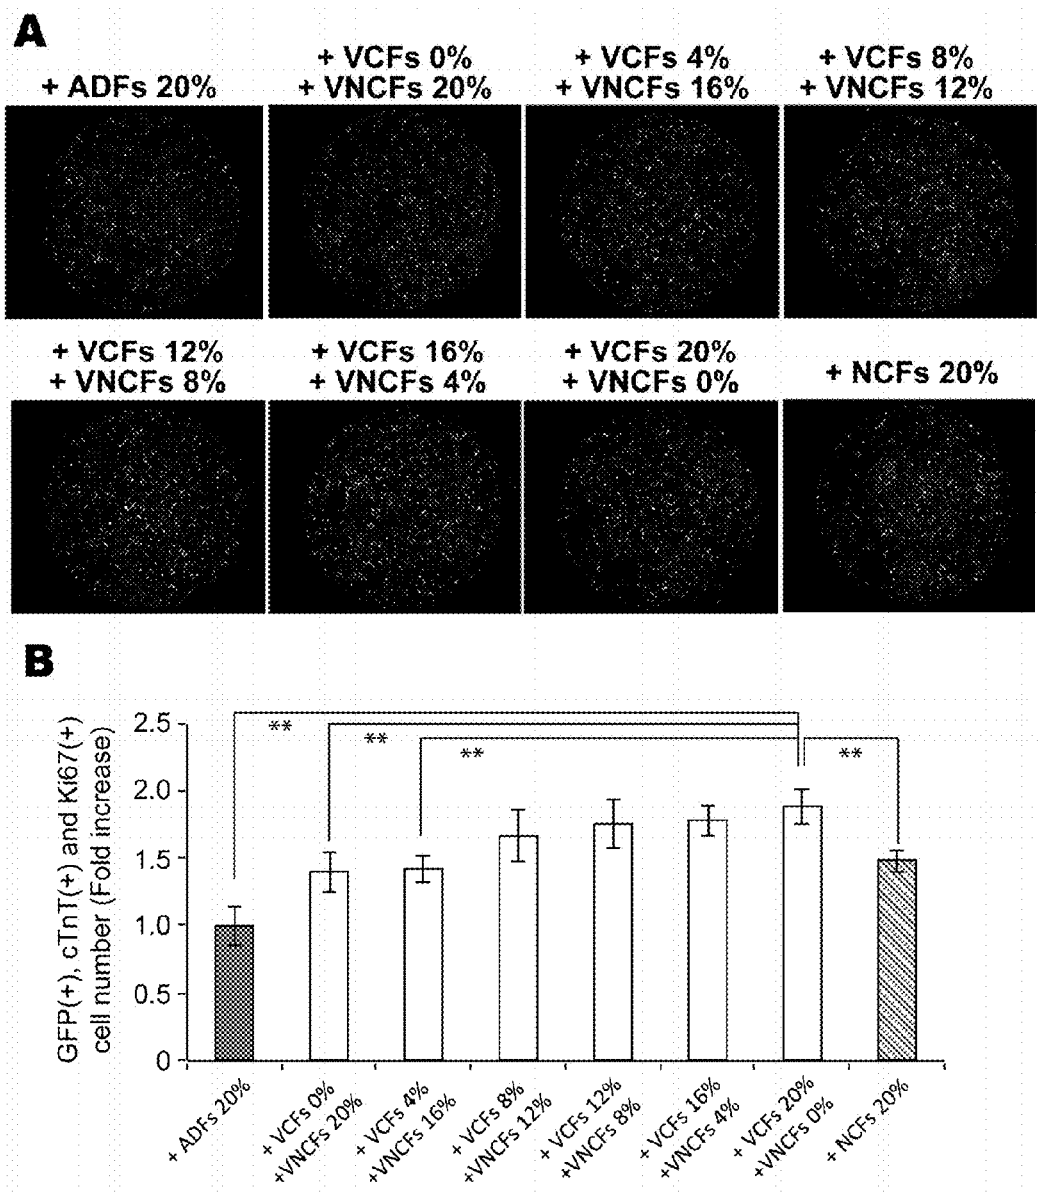 A
+ ADFs 20%
+ VCFs 0%
+ VNCFs 20%
+ VCFs 4%
+ VNCFs 16%
+ VCFs 8%
+ VNCFs 12%
+ VCFs 12%
+ VNCFs 8%
+ VCFs 16%
+ VNCFs 4%
+ VCFs 20%
+ VNCFs 0%
+ NCFs 20%
B
GFP(+), cTnT(+) and Ki67(+)
cell number (Fold increase)
2.5
2.0
1.5
1.0
0.5
0
**
**
**
**
+ ADFs 20%
+ VCFs 0%
+VNCFs 20%
+ VCFs 4%
+VNCFs 16%
+ VCFs 8%
+VNCFs 12%
+ VCFs 12%
+VNCFs 8%
+ VCFs 16%
+VNCFs 4%
+ VCFs 20%
+VNCFs 0%
+ NCFs 20%